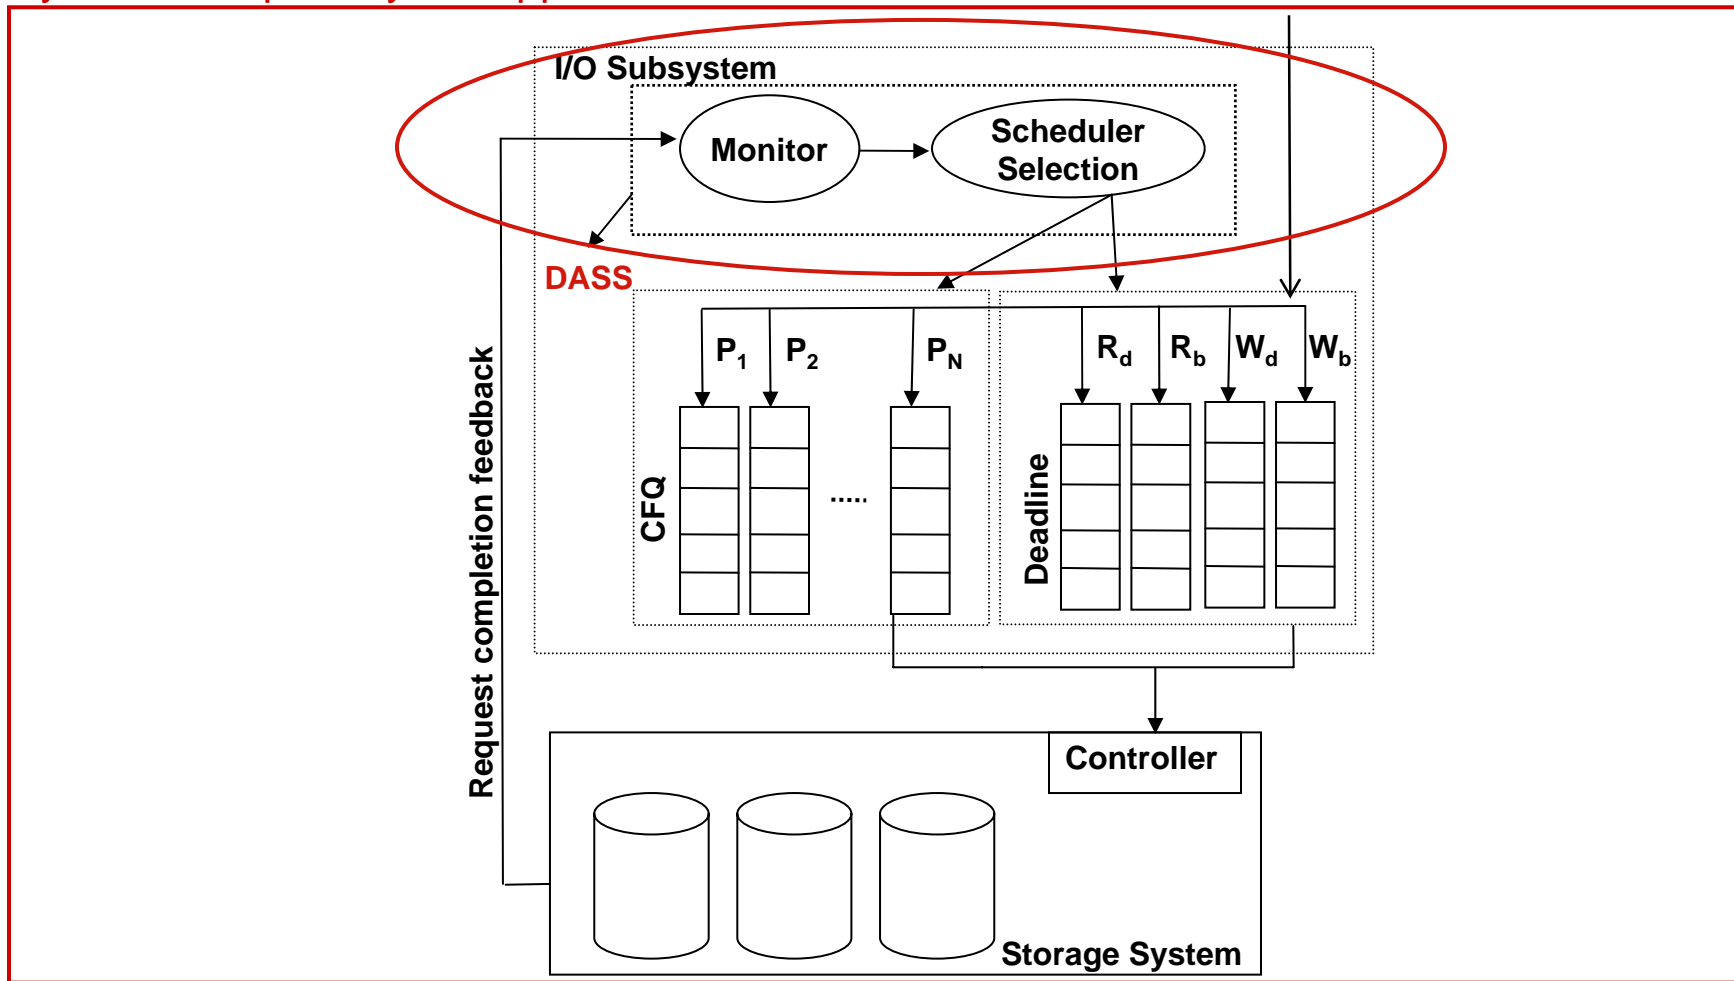 I/O Subsystem
Monitor
Scheduler
Selection
DASS
P1 P2 PN
Rd Rb Wd Wb
CFQ
.....
Deadline
Request completion feedback
Controller
Storage System